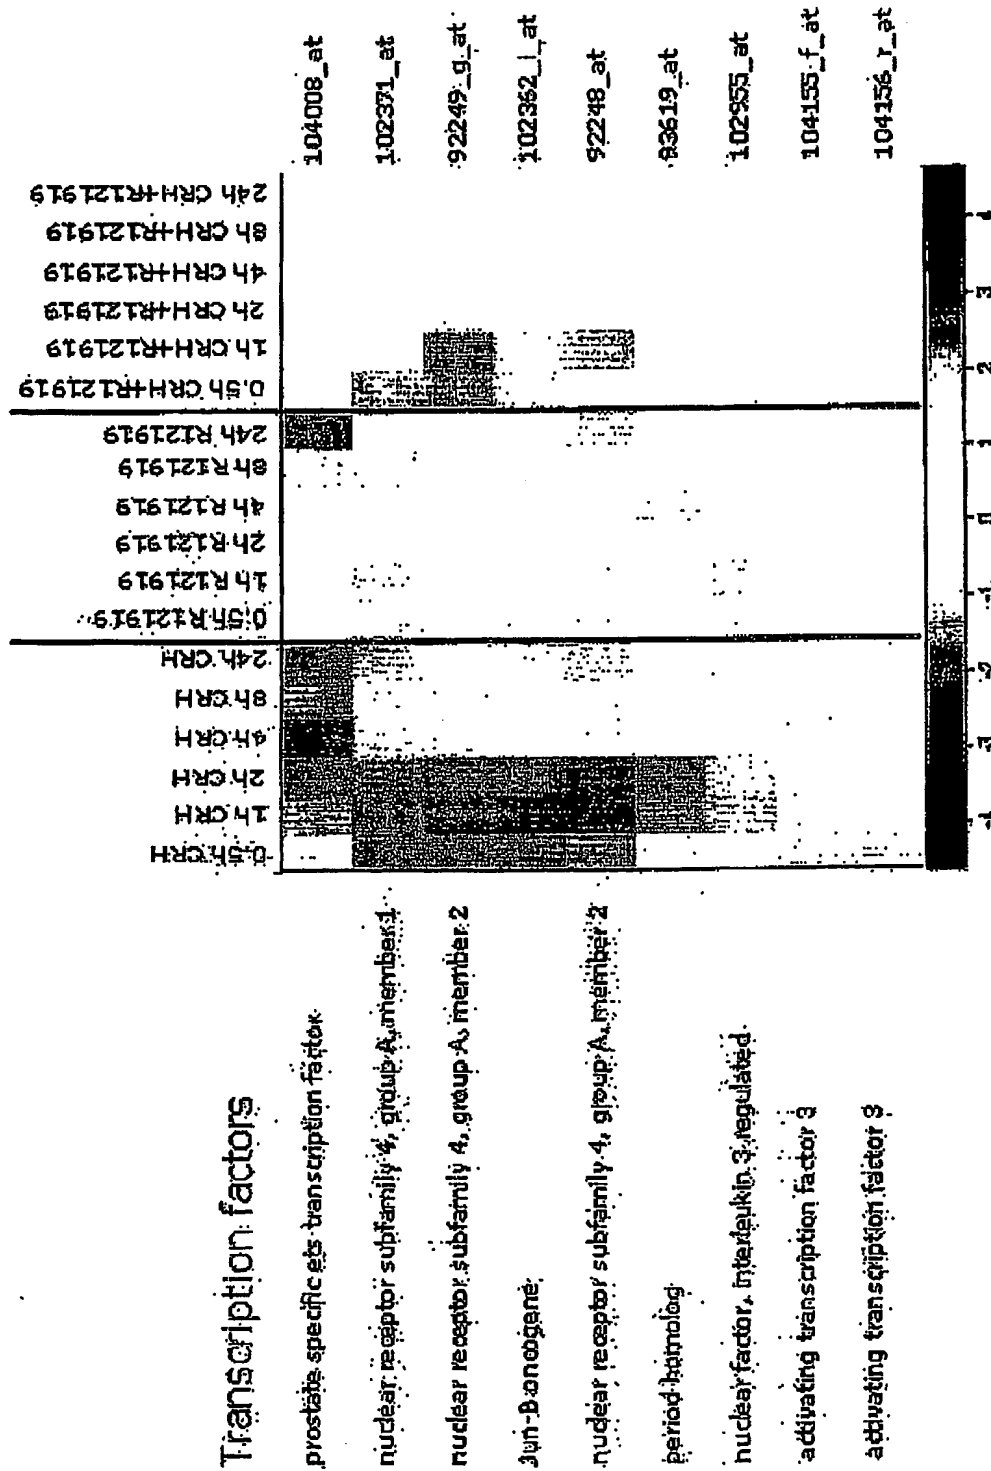 Transcription factors
0.5h CRH
1h CRH
2h CRH
4h CRH
8h CRH
24h CRH
0.5h R121919
1h R121919
2h R121919
4h R121919
8h R121919
24h R121919
0.5h CRH+R121919
1h CRH+R121919
2h CRH+R121919
4h CRH+R121919
8h CRH+R121919
24h CRH+R121919
prostate specific ets transcription factor 104008_at
nuclear receptor subfamily 4, group A, member 1 102371_at
nuclear receptor subfamily 4, group A, member 2 92249_g_at
Jun-B oncogene 102362_i_at
nuclear receptor subfamily 4, group A, member 2 92248_at
period homolog 93619_at
nuclear factor, interleukin 3, regulated 102955_at
activating transcription factor 3 104155_f_at
activating transcription factor 3 104156_r_at
-4 -3 -2 -1 1 1 2 3 4